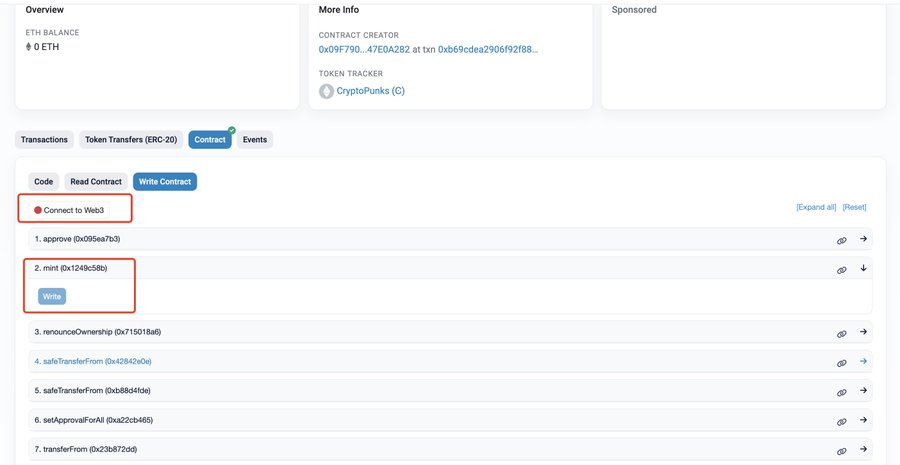 Overview
ETH BALANCE
0 ETH
More Info
CONTRACT CREATOR
0x09F790...47E0A282 at txn 0xb69cdea2906f92f88...
TOKEN TRACKER
CryptoPunks (C)
Sponsored
Transactions Token Transfers (ERC-20) Contract Events
Code Read Contract Write Contract
Connect to Web3 [Expand all] [Reset]
1. approve (0x095ea7b3)
2. mint (0x1249c58b)
Write
3. renounceOwnership (0x715018a6)
4. safeTransferFrom (0x42842e0e)
5. safeTransferFrom (0xb88d4fde)
6. setApprovalForAll (0xa22cb465)
7. transferFrom (0x23b872dd)